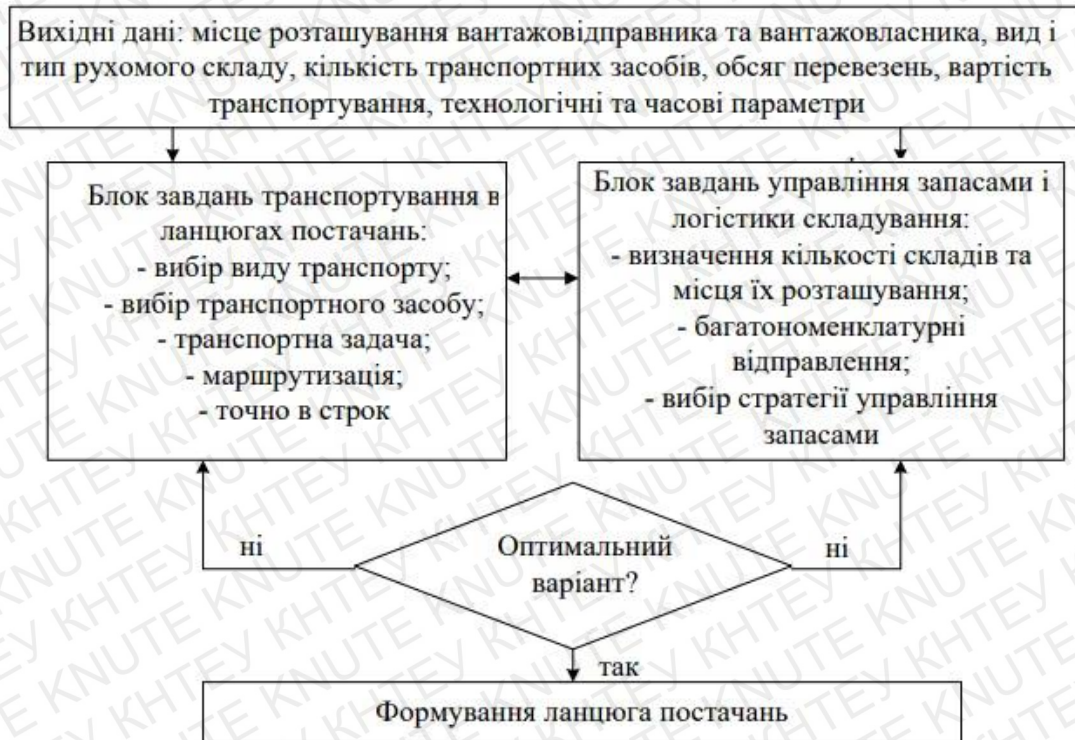 Вихідні дані: місце розташування вантажовідправника та вантажовласника, вид і
тип рухомого складу, кількість транспортних засобів, обсяг перевезень, вартість
транспортування, технологічні та часові параметри
Блок завдань транспортування в
ланцюгах постачань:
- вибір виду транспорту;
- вибір транспортного засобу;
- транспортна задача;
- маршрутизація;
- точно в строк
Блок завдань управління запасами і
логістики складування:
- визначення кількості складів та
місця їх розташування;
- багатономенклатурні
відправлення;
- вибір стратегії управління
запасами
ні
Оптимальний
варіант?
ні
так
Формування ланцюга постачань